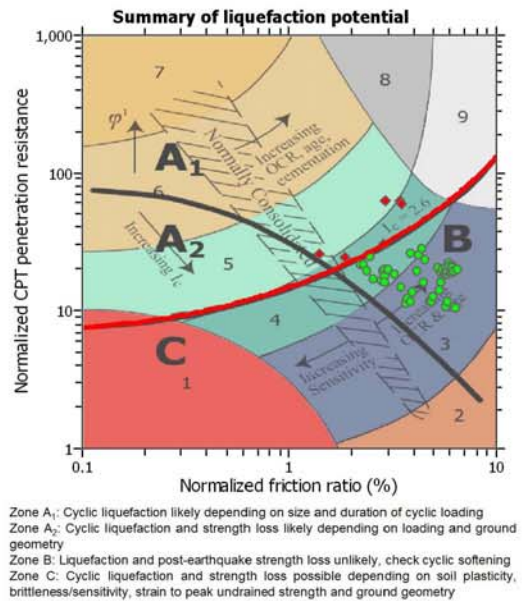 Summary of liquefaction potential
1,000
7
8
9
φ'
A1
Increasing
OCR, age,
cementation
Normally Consolidated
100
6
Ic = 2.6
A2
B
Increasing Ic
5
10
4
C
1
Increasing
Sensitivity
3
2
1
0.1
1
10
Normalized CPT penetration resistance
Normalized friction ratio (%)
Zone A1: Cyclic liquefaction likely depending on size and duration of cyclic loading
Zone A2: Cyclic liquefaction and strength loss likely depending on loading and ground
geometry
Zone B: Liquefaction and post-earthquake strength loss unlikely, check cyclic softening
Zone C: Cyclic liquefaction and strength loss possible depending on soil plasticity,
brittleness/sensitivity, strain to peak undrained strength and ground geometry